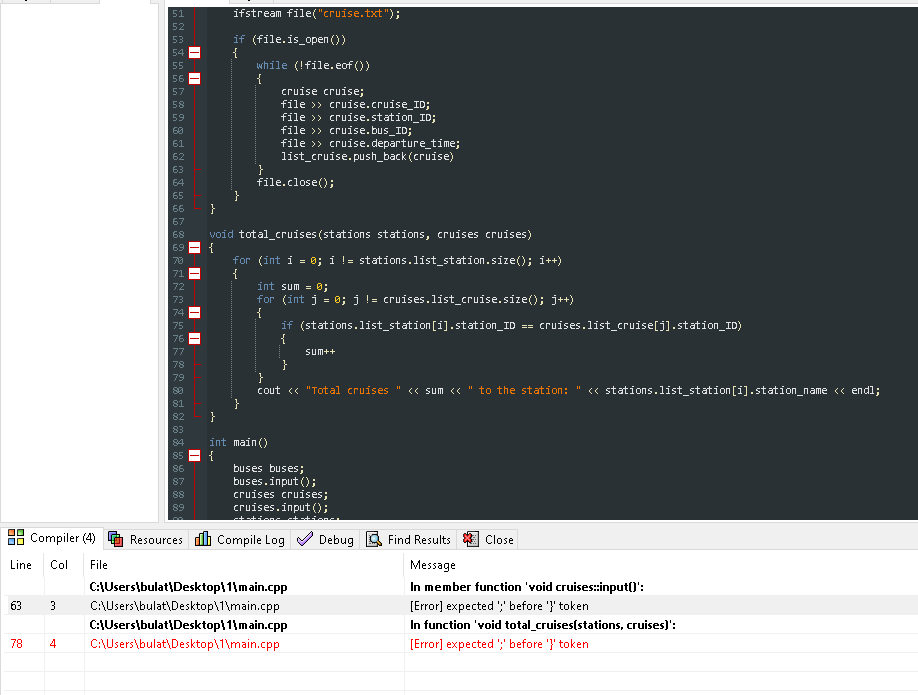 51 ifstream file("cruise.txt");
52
53 if (file.is_open())
54 {
55 while (!file.eof())
56 {
57 cruise cruise;
58 file >> cruise.cruise_ID;
59 file >> cruise.station_ID;
60 file >> cruise.bus_ID;
61 file >> cruise.departure_time;
62 list_cruise.push_back(cruise)
63 }
64 file.close();
65 }
66 }
67
68 void total_cruises(stations stations, cruises cruises)
69 {
70 for (int i = 0; i != stations.list_station.size(); i++)
71 {
72 int sum = 0;
73 for (int j = 0; j != cruises.list_cruise.size(); j++)
74 {
75 if (stations.list_station[i].station_ID == cruises.list_cruise[j].station_ID)
76 {
77 sum++
78 }
79 }
80 cout << "Total cruises " << sum << " to the station: " << stations.list_station[i].station_name << endl;
81 }
82 }
83
84 int main()
85 {
86 buses buses;
87 buses.input();
88 cruises cruises;
89 cruises.input();
90 stations stations;
Compiler (4) Resources Compile Log Debug Find Results Close
Line Col File Message
C:\Users\bulat\Desktop\1\main.cpp In member function 'void cruises::input()':
63 3 C:\Users\bulat\Desktop\1\main.cpp [Error] expected ';' before '}' token
C:\Users\bulat\Desktop\1\main.cpp In function 'void total_cruises(stations, cruises)':
78 4 C:\Users\bulat\Desktop\1\main.cpp [Error] expected ';' before '}' token